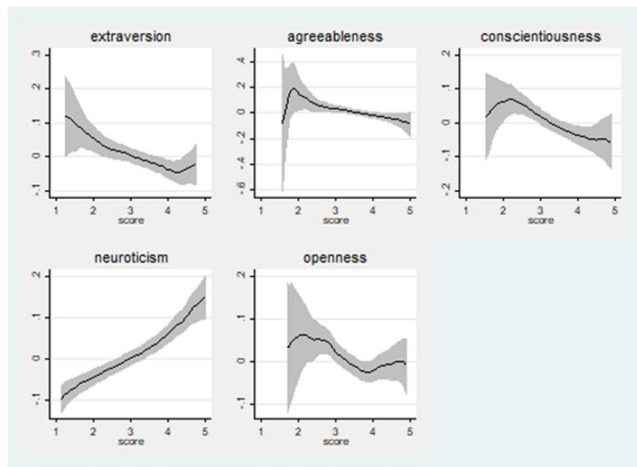 extraversion
.3
.2
.1
0
-.1
1 2 3 4 5
score
agreeableness
.4
.2
0
-.2
-.4
-.6
1 2 3 4 5
score
conscientiousness
.2
.1
0
-.1
-.2
1 2 3 4 5
score
neuroticism
.2
.1
0
-.1
1 2 3 4 5
score
openness
.2
.1
0
-.1
1 2 3 4 5
score